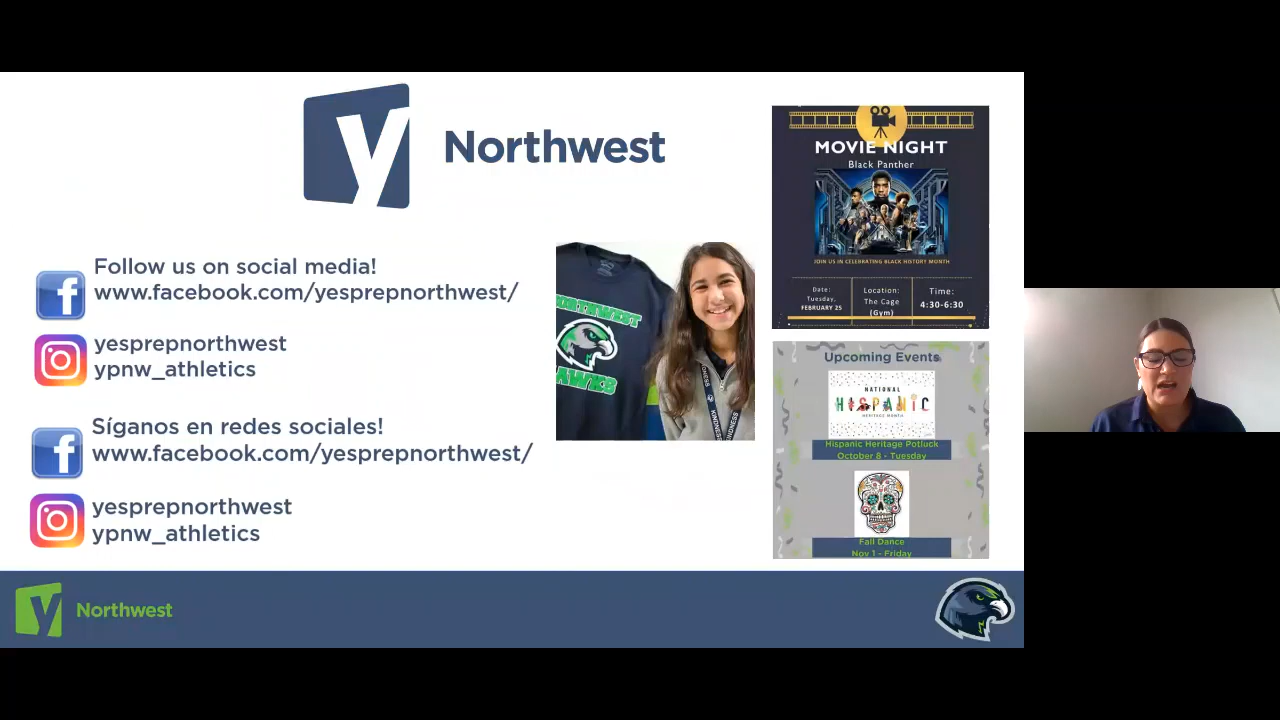 y Northwest
Follow us on social media!
www.facebook.com/yesprepnorthwest/
yesprepnorthwest
ypnw_athletics
Síganos en redes sociales!
www.facebook.com/yesprepnorthwest/
yesprepnorthwest
ypnw_athletics
HAWKS
KINDNESS
MOVIE NIGHT
Black Panther
JOIN US IN CELEBRATING BLACK HISTORY MONTH
Date:
Tuesday,
FEBRUARY 25
Location:
The Cage
(Gym)
Time:
4:30-6:30
Upcoming Events
NATIONAL
HISPANIC
HERITAGE MONTH
Hispanic Heritage Potluck
October 8 - Tuesday
Fall Dance
Nov 1 - Friday
y Northwest